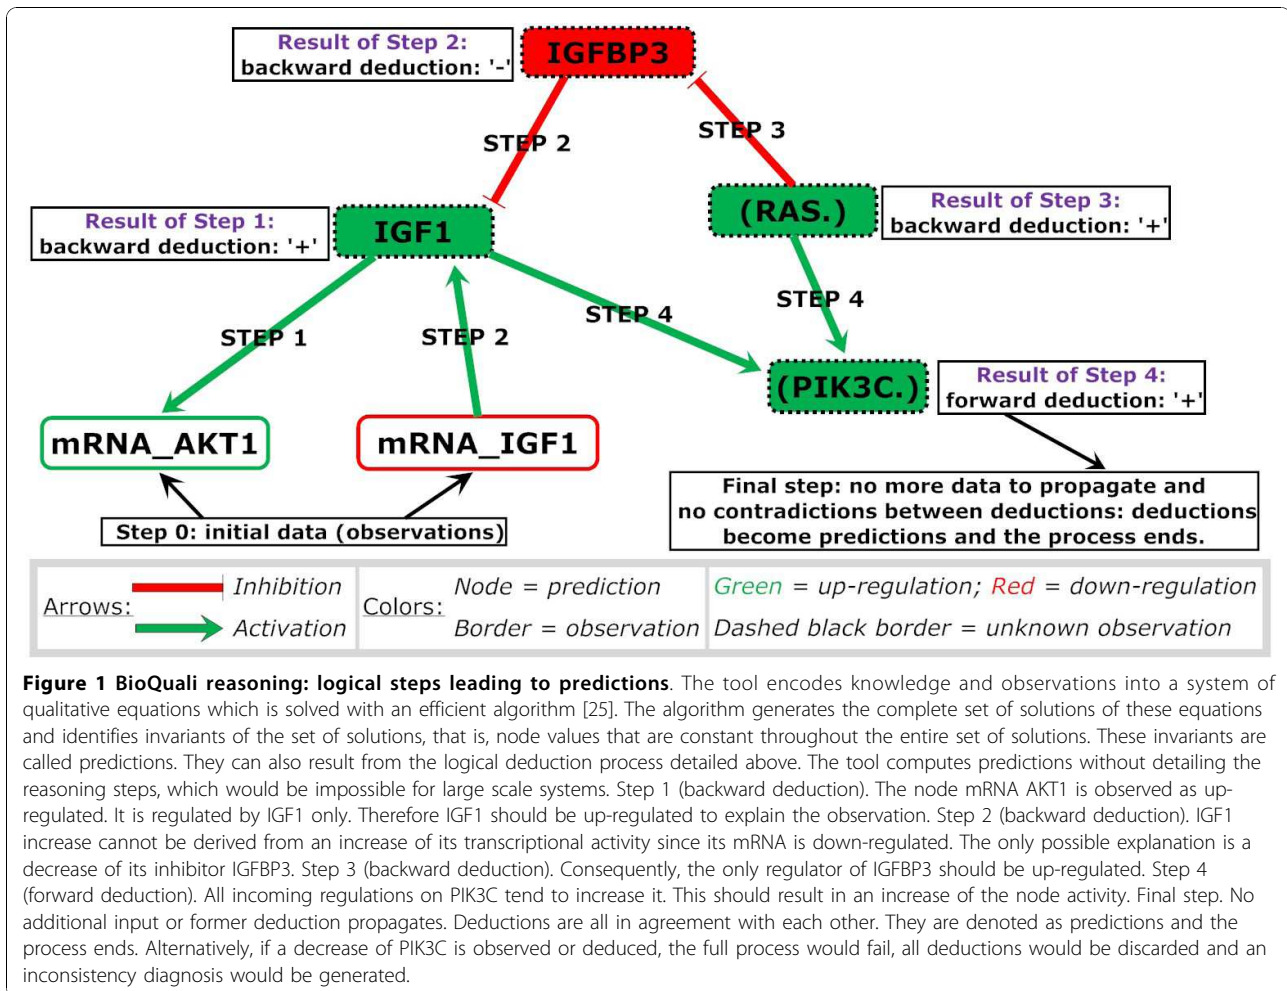 Result of Step 2:
backward deduction: '-'
IGFBP3
STEP 2
STEP 3
Result of Step 1:
backward deduction: '+'
IGF1
(RAS.)
Result of Step 3:
backward deduction: '+'
STEP 1
STEP 2
STEP 4
STEP 4
(PIK3C.)
Result of Step 4:
forward deduction: '+'
mRNA_AKT1
mRNA_IGF1
Step 0: initial data (observations)
Final step: no more data to propagate and
no contradictions between deductions: deductions
become predictions and the process ends.
Arrows:
Inhibition
Activation
Colors:
Node = prediction
Border = observation
Green = up-regulation; Red = down-regulation
Dashed black border = unknown observation
Figure 1 BioQuali reasoning: logical steps leading to predictions. The tool encodes knowledge and observations into a system of
qualitative equations which is solved with an efficient algorithm [25]. The algorithm generates the complete set of solutions of these equations
and identifies invariants of the set of solutions, that is, node values that are constant throughout the entire set of solutions. These invariants are
called predictions. They can also result from the logical deduction process detailed above. The tool computes predictions without detailing the
reasoning steps, which would be impossible for large scale systems. Step 1 (backward deduction). The node mRNA AKT1 is observed as up-
regulated. It is regulated by IGF1 only. Therefore IGF1 should be up-regulated to explain the observation. Step 2 (backward deduction). IGF1
increase cannot be derived from an increase of its transcriptional activity since its mRNA is down-regulated. The only possible explanation is a
decrease of its inhibitor IGFBP3. Step 3 (backward deduction). Consequently, the only regulator of IGFBP3 should be up-regulated. Step 4
(forward deduction). All incoming regulations on PIK3C tend to increase it. This should result in an increase of the node activity. Final step. No
additional input or former deduction propagates. Deductions are all in agreement with each other. They are denoted as predictions and the
process ends. Alternatively, if a decrease of PIK3C is observed or deduced, the full process would fail, all deductions would be discarded and an
inconsistency diagnosis would be generated.